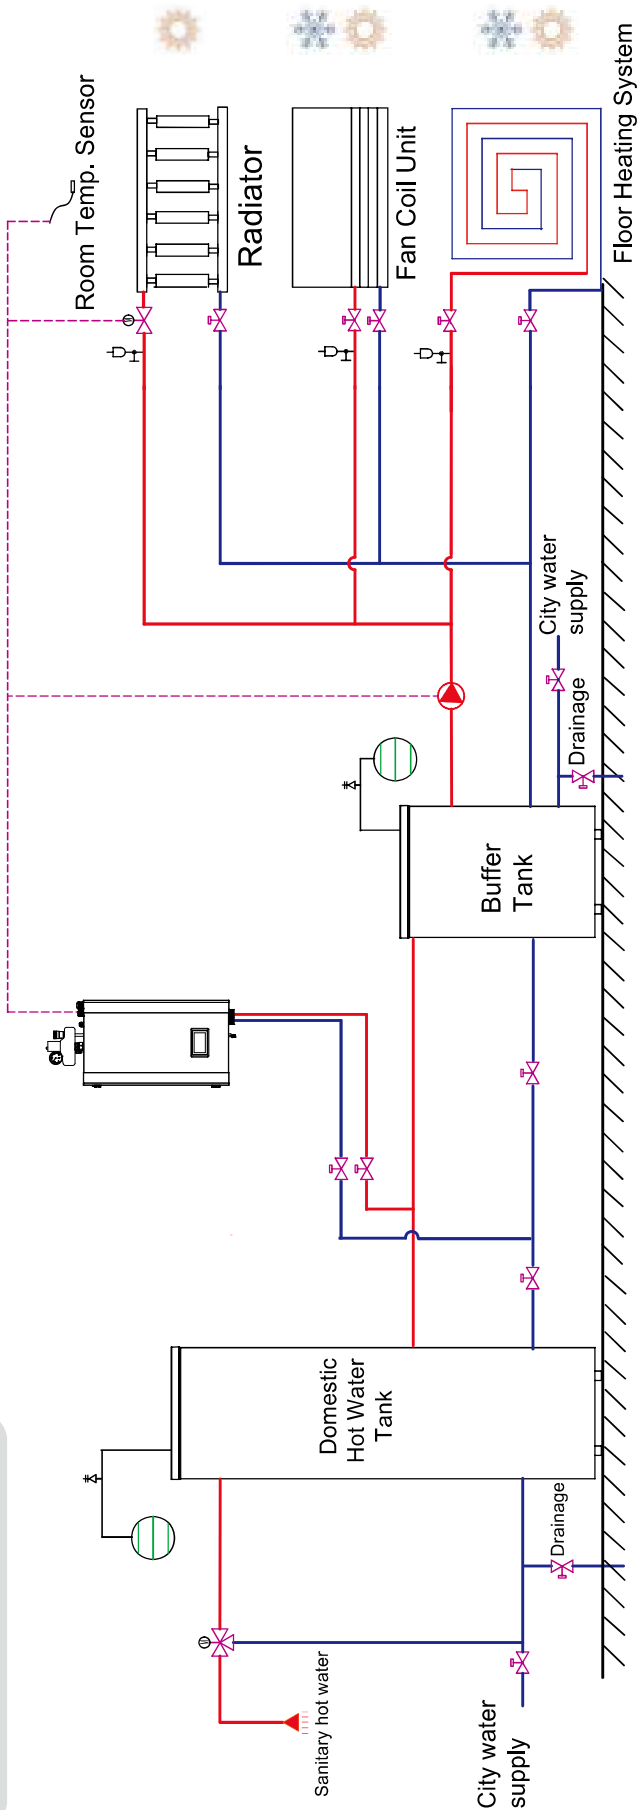 Room Temp. Sensor
Radiator
Fan Coil Unit
Floor Heating System
City water
supply
Drainage
Buffer
Tank
Domestic
Hot Water
Tank
Drainage
Sanitary hot water
City water
supply